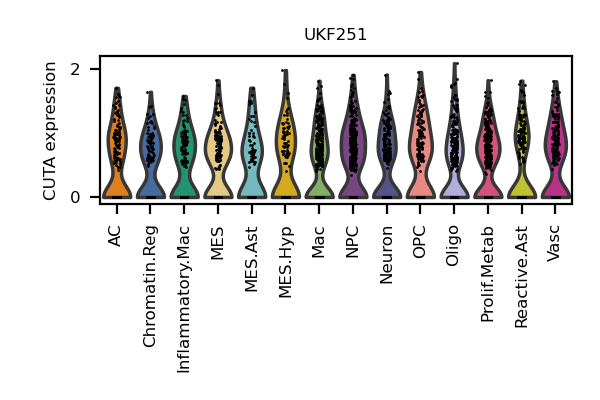 UKF251
CUTA expression
2
0
AC
Chromatin.Reg
Inflammatory.Mac
MES
MES.Ast
MES.Hyp
Mac
NPC
Neuron
OPC
Oligo
Prolif.Metab
Reactive.Ast
Vasc